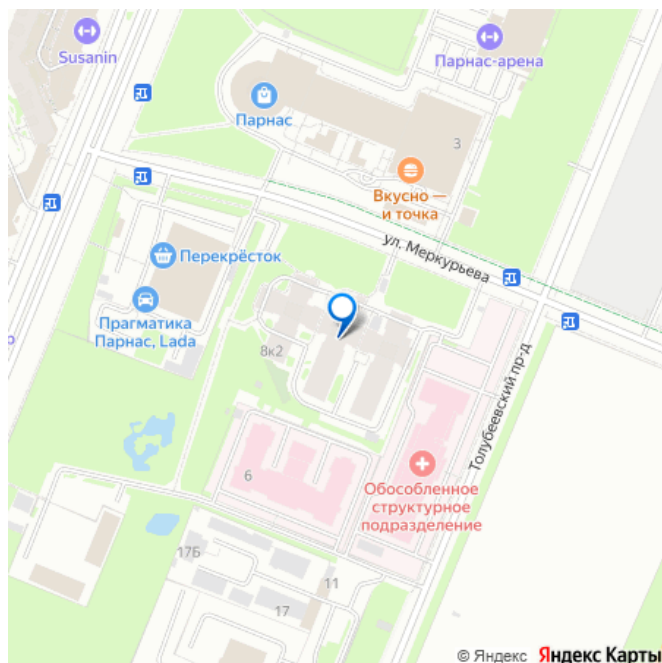 Susanin
Парнас-арена
Парнас
3
Вкусно —
и точка
ул. Меркурьева
Перекрёсток
Прагматика
Парнас, Lada
8к2
Толубеевский пр-д
6
Обособленное
структурное
подразделение
17Б
11
17
© Яндекс Яндекс Карты